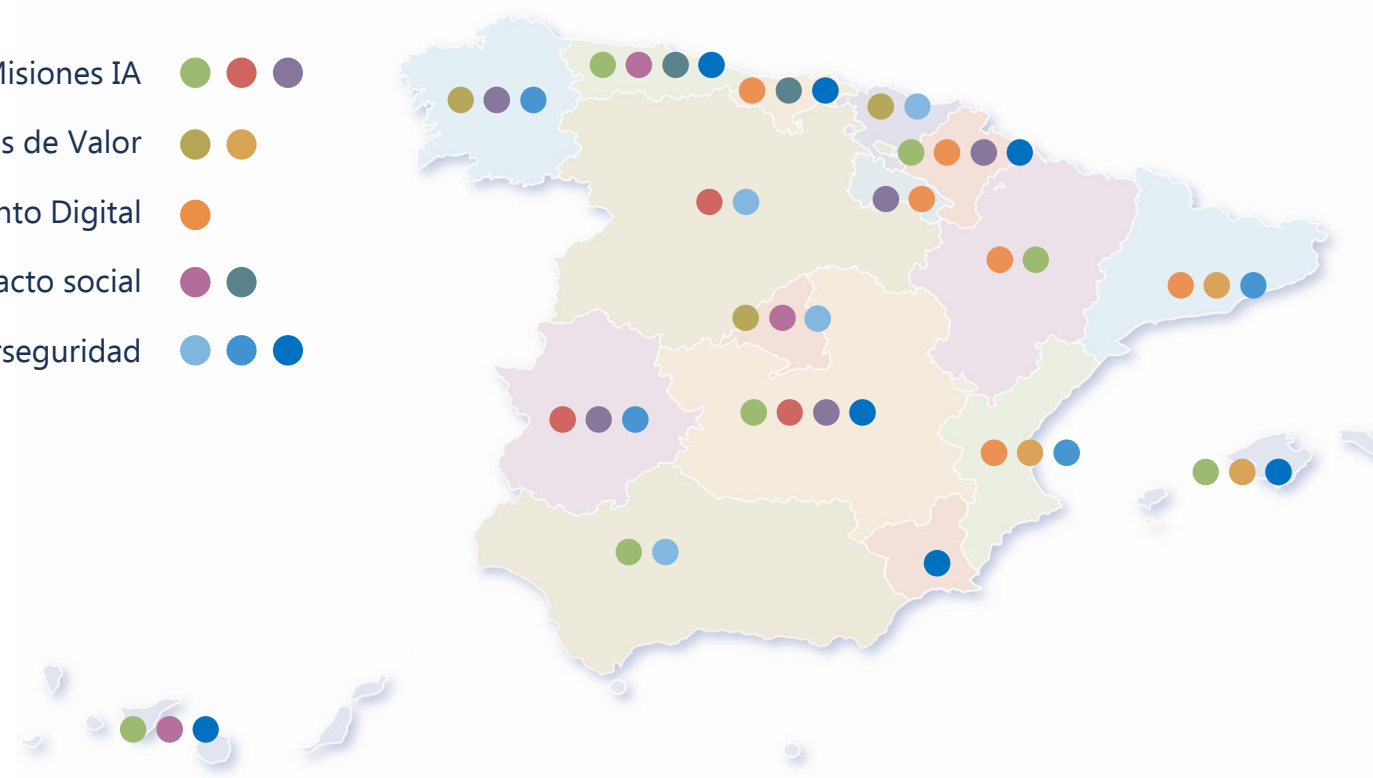 Misiones IA
s de Valor
nto Digital
acto social
rseguridad